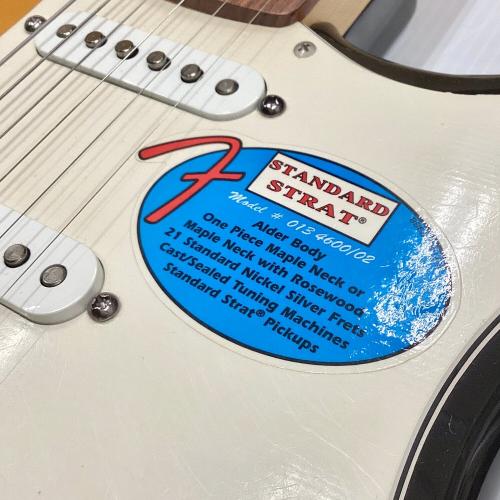 F
STANDARD
STRAT®
Model # 013 4600/02
Alder Body
One Piece Maple Neck or
Maple Neck with Rosewood
21 Standard Nickel Silver Frets
Cast/Sealed Tuning Machines
Standard Strat® Pickups